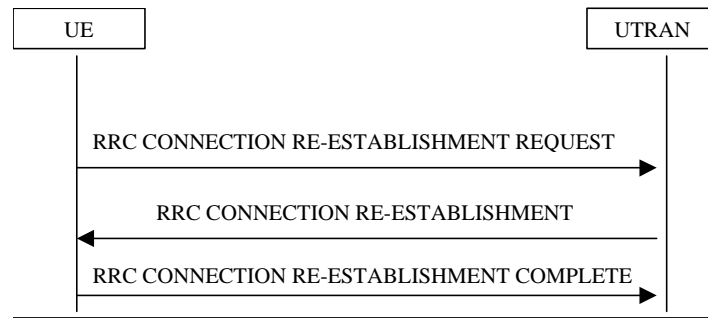 UE
UTRAN
RRC CONNECTION RE-ESTABLISHMENT REQUEST
RRC CONNECTION RE-ESTABLISHMENT
RRC CONNECTION RE-ESTABLISHMENT COMPLETE